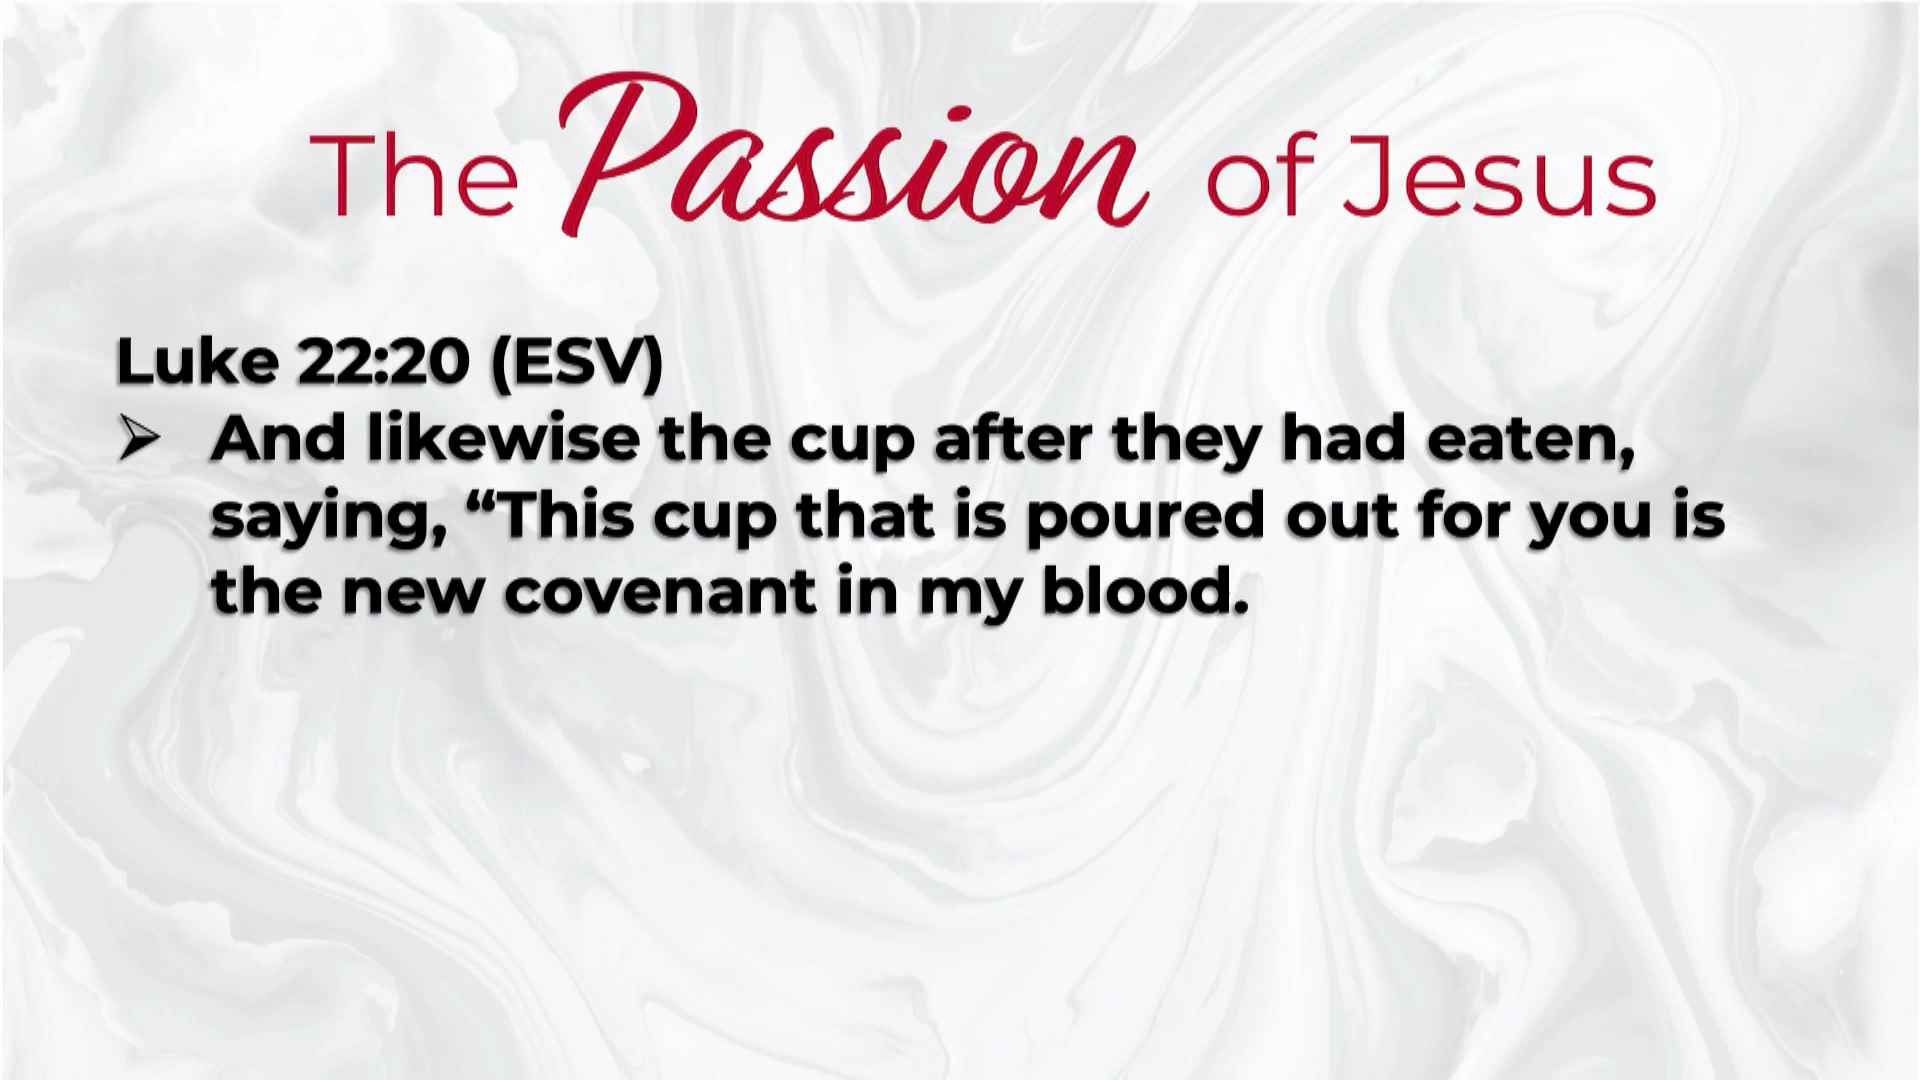 The Passion of Jesus
Luke 22:20 (ESV)
➢ And likewise the cup after they had eaten,
saying, “This cup that is poured out for you is
the new covenant in my blood.